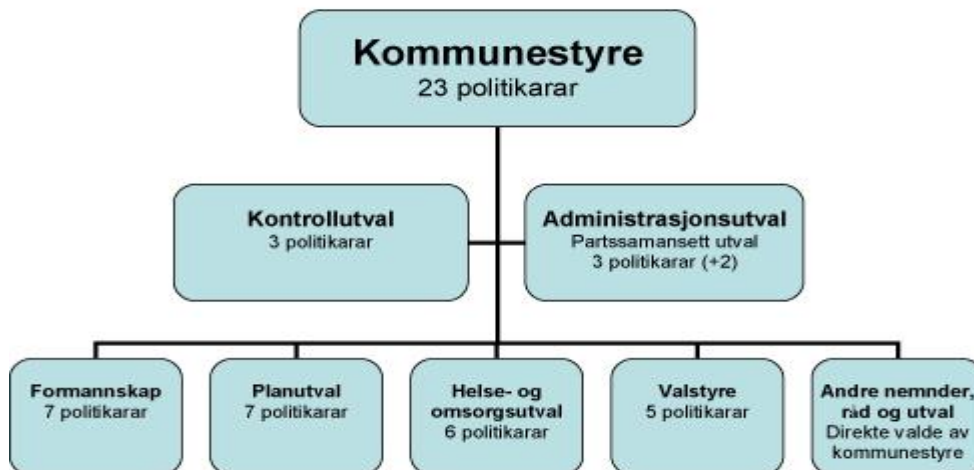 Kommunestyre
23 politikarar
Kontrollutval
3 politikarar
Administrasjonsutval
Partssamansett utval
3 politikarar (+2)
Formannskap
7 politikarar
Planutval
7 politikarar
Helse- og
omsorgsutval
6 politikarar
Valstyre
5 politikarar
Andre nemnder,
råd og utval
Direkte valde av
kommunestyre